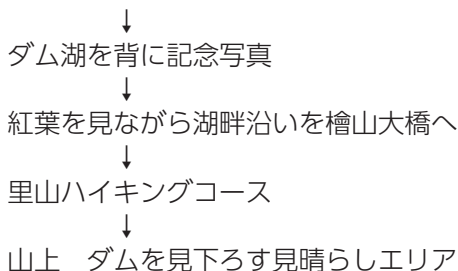 ↓
ダム湖を背に記念写真
↓
紅葉を見ながら湖畔沿いを檜山大橋へ
↓
里山ハイキングコース
↓
山上　ダムを見下ろす見晴らしエリア